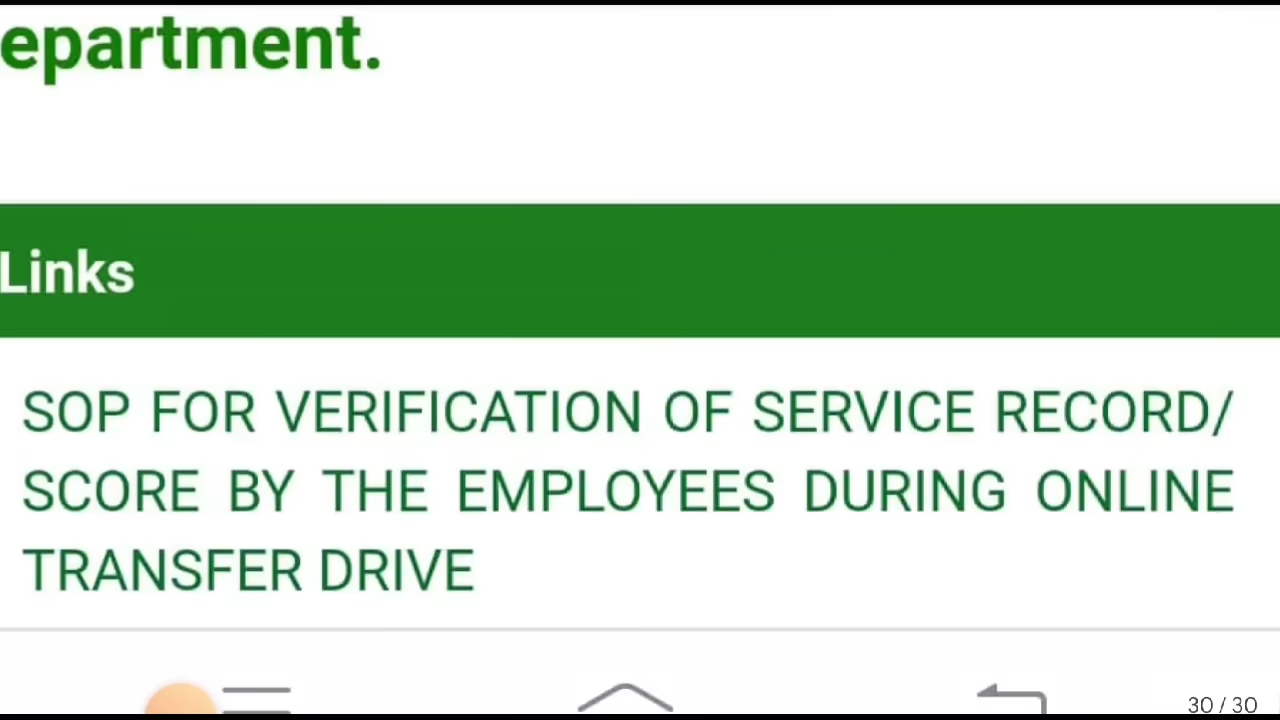 epartment.
Links
SOP FOR VERIFICATION OF SERVICE RECORD/
SCORE BY THE EMPLOYEES DURING ONLINE
TRANSFER DRIVE
30/30